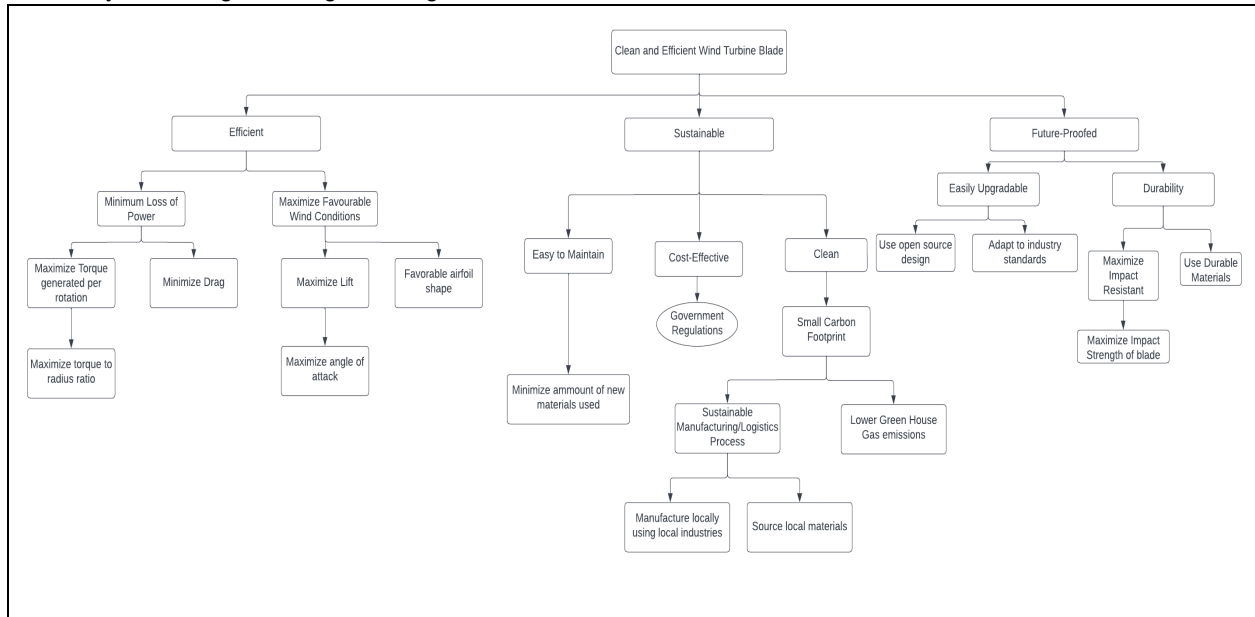 Clean and Efficient Wind Turbine Blade
Efficient
Sustainable
Future-Proofed
Minimum Loss of
Power
Maximize Favourable
Wind Conditions
Easily Upgradable
Durability
Maximize Torque
generated per
rotation
Minimize Drag
Maximize Lift
Favorable airfoil
shape
Easy to Maintain
Cost-Effective
Clean
Use open source
design
Adapt to industry
standards
Maximize
Impact
Resistant
Use Durable
Materials
Government
Regulations
Small Carbon
Footprint
Maximize Impact
Strength of blade
Maximize torque to
radius ratio
Maximize angle of
attack
Minimize ammount of new
materials used
Sustainable
Manufacturing/Logistics
Process
Lower Green House
Gas emissions
Manufacture locally
using local industries
Source local materials